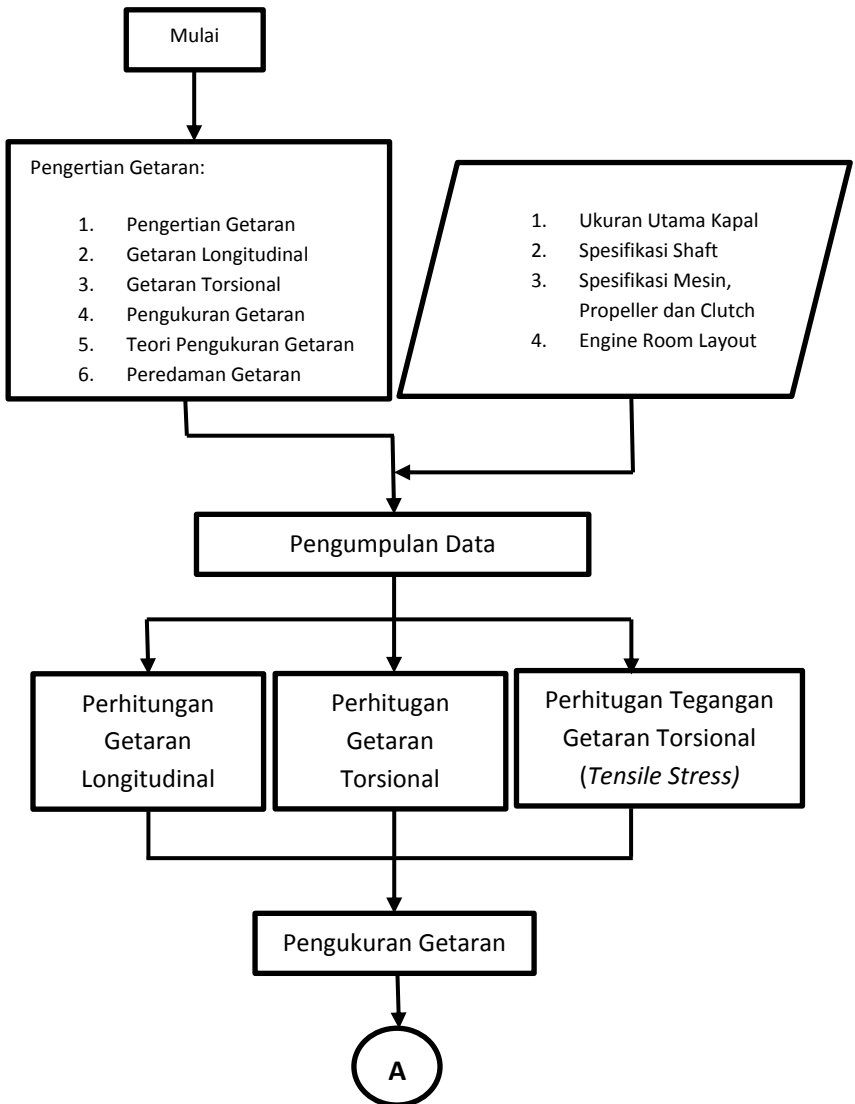 Mulai
Pengertian Getaran:
1. Pengertian Getaran
2. Getaran Longitudinal
3. Getaran Torsional
4. Pengukuran Getaran
5. Teori Pengukuran Getaran
6. Peredaman Getaran
1. Ukuran Utama Kapal
2. Spesifikasi Shaft
3. Spesifikasi Mesin,
Propeller dan Clutch
4. Engine Room Layout
Pengumpulan Data
Perhitungan
Getaran
Longitudinal
Perhitugan
Getaran
Torsional
Perhitugan Tegangan
Getaran Torsional
(Tensile Stress)
Pengukuran Getaran
A